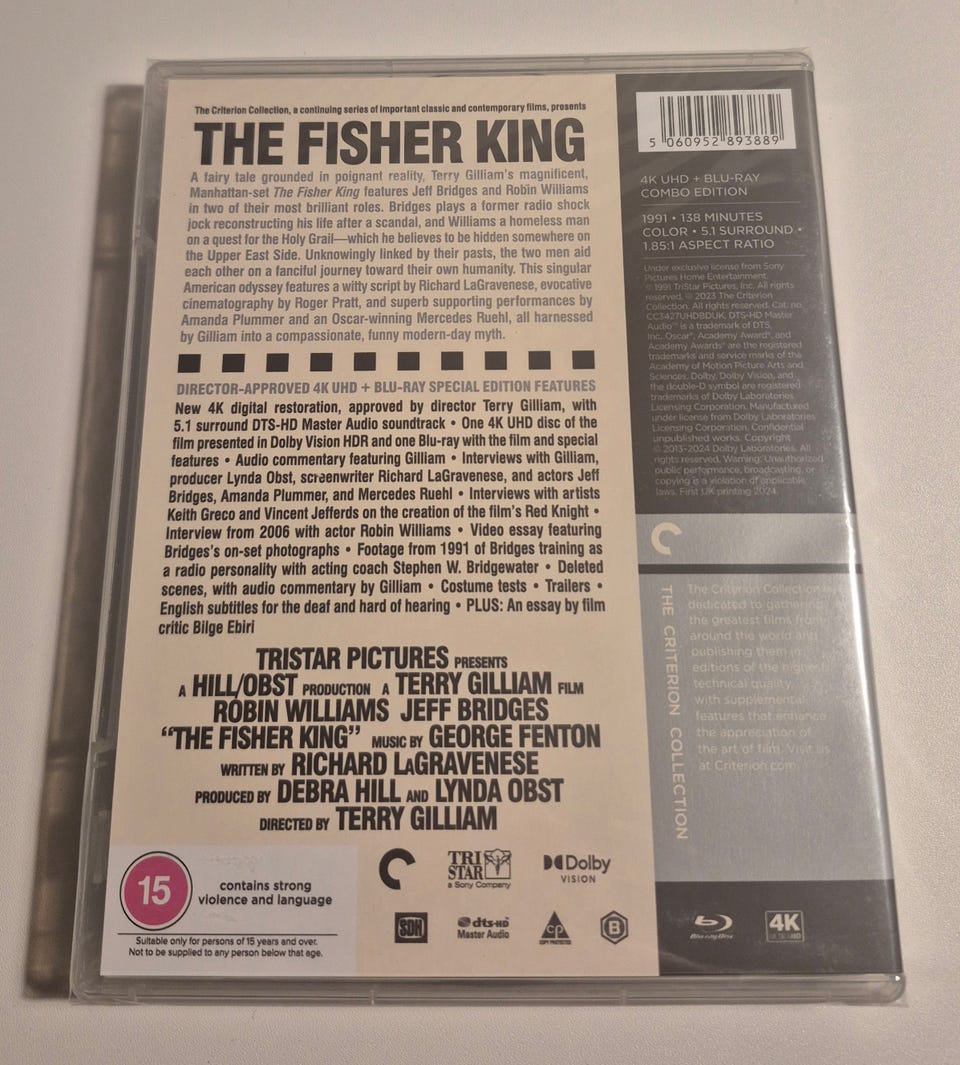 The Criterion Collection, a continuing series of important classic and contemporary films, presents
THE FISHER KING
A fairy tale grounded in poignant reality, Terry Gilliam's magnificent,
Manhattan-set The Fisher King features Jeff Bridges and Robin Williams
in two of their most brilliant roles. Bridges plays a former radio shock
jock reconstructing his life after a scandal, and Williams a homeless man
on a quest for the Holy Grail—which he believes to be hidden somewhere on
the Upper East Side. Unknowingly linked by their pasts, the two men aid
each other on a fanciful journey toward their own humanity. This singular
American odyssey features a witty script by Richard LaGravenese, evocative
cinematography by Roger Pratt, and superb supporting performances by
Amanda Plummer and an Oscar-winning Mercedes Ruehl, all harnessed
by Gilliam into a compassionate, funny modern-day myth.
DIRECTOR-APPROVED 4K UHD + BLU-RAY SPECIAL EDITION FEATURES
New 4K digital restoration, approved by director Terry Gilliam, with
5.1 surround DTS-HD Master Audio soundtrack • One 4K UHD disc of the
film presented in Dolby Vision HDR and one Blu-ray with the film and special
features • Audio commentary featuring Gilliam • Interviews with Gilliam,
producer Lynda Obst, screenwriter Richard LaGravenese, and actors Jeff
Bridges, Amanda Plummer, and Mercedes Ruehl • Interviews with artists
Keith Greco and Vincent Jefferds on the creation of the film's Red Knight •
Interview from 2006 with actor Robin Williams • Video essay featuring
Bridges's on-set photographs • Footage from 1991 of Bridges training as
a radio personality with acting coach Stephen W. Bridgewater • Deleted
scenes, with audio commentary by Gilliam • Costume tests • Trailers •
English subtitles for the deaf and hard of hearing • PLUS: An essay by film
critic Bilge Ebiri
TRISTAR PICTURES PRESENTS
A HILL/OBST PRODUCTION A TERRY GILLIAM FILM
ROBIN WILLIAMS JEFF BRIDGES
"THE FISHER KING" MUSIC BY GEORGE FENTON
WRITTEN BY RICHARD LAGRAVENESE
PRODUCED BY DEBRA HILL AND LYNDA OBST
DIRECTED BY TERRY GILLIAM
15
contains strong
violence and language
Suitable only for persons of 15 years and over.
Not to be supplied to any person below that age.
TRI
STAR
a Sony Company
Dolby
VISION
SDH
dts-HD
Master Audio
CP
COPY PROTECTED
B
5 060952 893889
4K UHD + BLU-RAY
COMBO EDITION
1991 • 138 MINUTES
COLOR • 5.1 SURROUND •
1.85:1 ASPECT RATIO
Under exclusive license from Sony
Pictures Home Entertainment.
© 1991 TriStar Pictures, Inc. All rights
reserved. © 2023 The Criterion
Collection. All rights reserved. Cat. no.
CC3427UHDBDUK. DTS-HD Master
Audio™ is a trademark of DTS,
Inc. Oscar®, Academy Award®, and
Academy Awards® are the registered
trademarks and service marks of the
Academy of Motion Picture Arts and
Sciences. Dolby, Dolby Vision, and
the double-D symbol are registered
trademarks of Dolby Laboratories
Licensing Corporation. Manufactured
under license from Dolby Laboratories
Licensing Corporation. Confidential
unpublished works. Copyright
© 2013-2024 Dolby Laboratories. All
rights reserved. Warning: Unauthorized
public performance, broadcasting, or
copying is a violation of applicable
laws. First UK printing 2024.
THE CRITERION COLLECTION
The Criterion Collection is
dedicated to gathering
the greatest films from
around the world and
publishing them in
editions of the highest
technical quality,
with supplemental
features that enhance
the appreciation of
the art of film. Visit us
at Criterion.com
Blu-ray Disc
4K
ULTRA HD